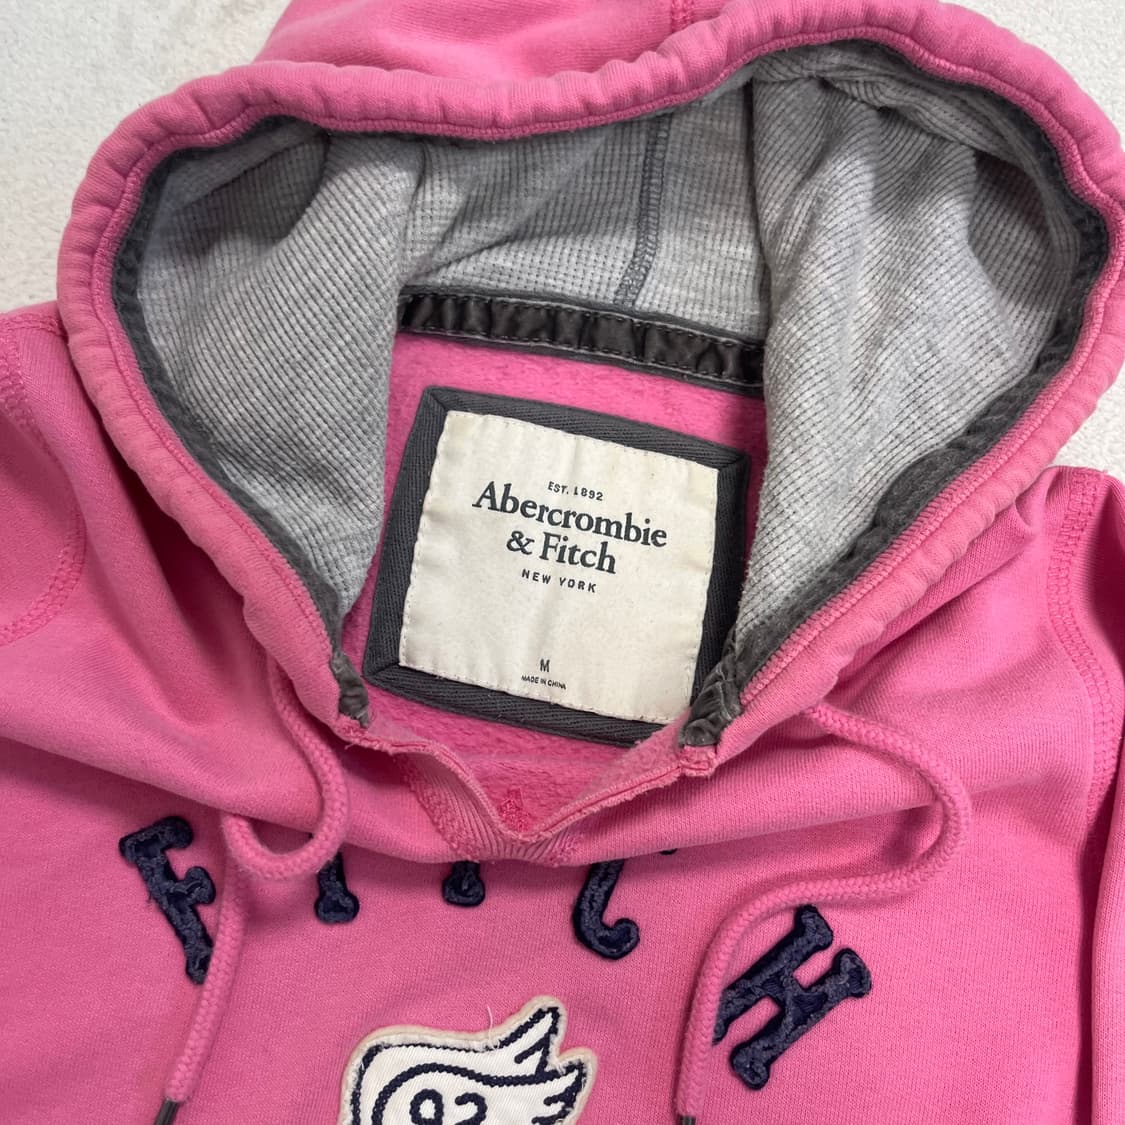 EST. 1892
Abercrombie
& Fitch
NEW YORK
M
MADE IN CHINA
FITCH
92